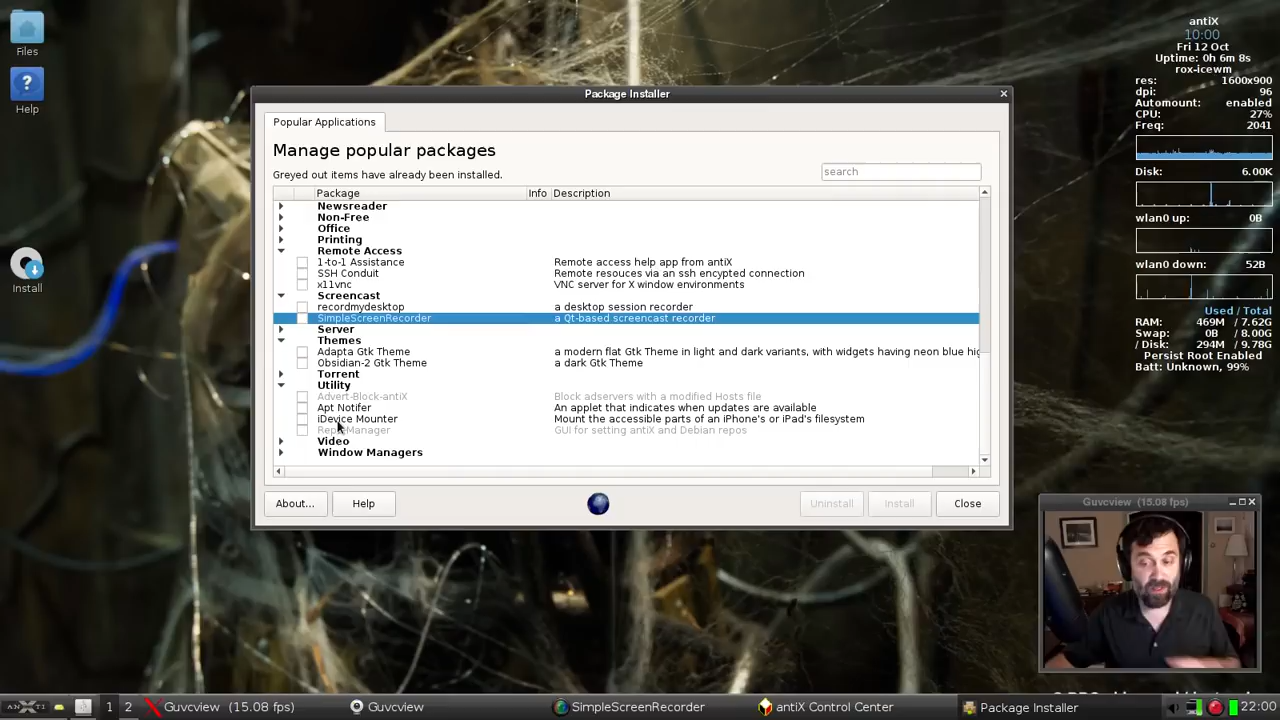 Files
Help
Install
Package Installer
Popular Applications
Manage popular packages
Greyed out items have already been installed.
search
Package Info Description
Newsreader
Non-Free
Office
Printing
Remote Access
1-to-1 Assistance Remote access help app from antiX
SSH Conduit Remote resouces via an ssh encrypted connection
x11vnc VNC server for X window environments
Screencast
recordmydesktop a desktop session recorder
SimpleScreenRecorder a Qt-based screencast recorder
Server
Themes
Adapta Gtk Theme a modern flat Gtk Theme in light and dark variants, with widgets having neon blue hig
Obsidian-2 Gtk Theme a dark Gtk Theme
Torrent
Utility
Advert-Block-antiX Block adservers with a modified Hosts file
Apt Notifer An applet that indicates when updates are available
iDevice Mounter Mount the accessible parts of an iPhone's or iPad's filesystem
GUI for setting antiX and Debian repos
Video
Window Managers
About... Help Uninstall Install Close
antiX
10:00
Fri 12 Oct
Uptime: 0h 6m 8s
rox-icewm
res: 1600x900
dpi: 96
Automount: enabled
CPU: 27%
Freq: 2041
Disk: 6.00K
wlan0 up: 0B
wlan0 down: 52B
Used / Total
RAM: 469M / 7.62G
Swap: 0B / 8.00G
/ Disk: 294M / 9.78G
Persist Root Enabled
Batt: Unknown, 99%
Guvcview (15.08 fps)
1 2 Guvcview (15.08 fps) Guvcview SimpleScreenRecorder antiX Control Center Package Installer 22:00